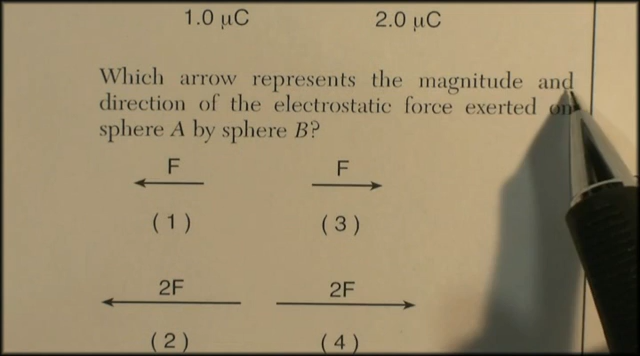 1.0 µC 2.0 µC
Which arrow represents the magnitude and
direction of the electrostatic force exerted on
sphere A by sphere B?
F F
(1) (3)
2F 2F
(2) (4)